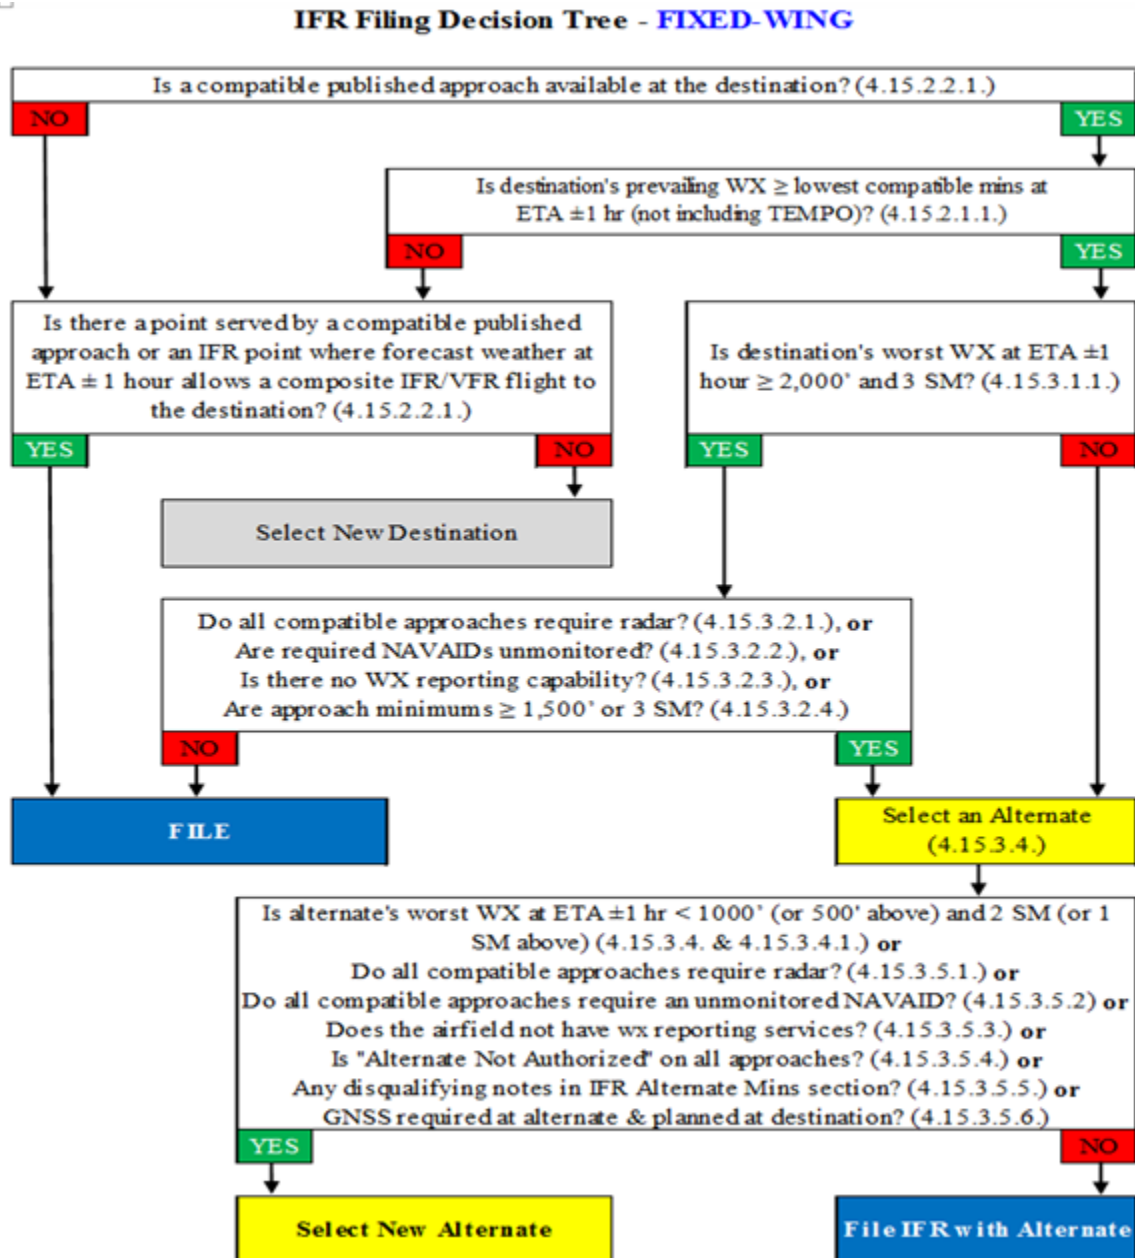 IFR Filing Decision Tree - FIXED-WING
Is a compatible published approach available at the destination? (4.15.2.2.1.)
NO
YES
Is destination's prevailing WX ≥ lowest compatible mins at
ETA ±1 hr (not including TEMPO)? (4.15.2.1.1.)
NO
YES
Is there a point served by a compatible published
approach or an IFR point where forecast weather at
ETA ± 1 hour allows a composite IFR/VFR flight to
the destination? (4.15.2.2.1.)
YES
NO
Is destination's worst WX at ETA ±1
hour ≥ 2,000' and 3 SM? (4.15.3.1.1.)
YES
NO
Select New Destination
Do all compatible approaches require radar? (4.15.3.2.1.), or
Are required NAVAIDs unmonitored? (4.15.3.2.2.), or
Is there no WX reporting capability? (4.15.3.2.3.), or
Are approach minimums ≥ 1,500' or 3 SM? (4.15.3.2.4.)
NO
YES
FILE
Select an Alternate
(4.15.3.4.)
Is alternate's worst WX at ETA ±1 hr < 1000' (or 500' above) and 2 SM (or 1
SM above) (4.15.3.4. & 4.15.3.4.1.) or
Do all compatible approaches require radar? (4.15.3.5.1.) or
Do all compatible approaches require an unmonitored NAVAID? (4.15.3.5.2) or
Does the airfield not have wx reporting services? (4.15.3.5.3.) or
Is "Alternate Not Authorized" on all approaches? (4.15.3.5.4.) or
Any disqualifying notes in IFR Alternate Mins section? (4.15.3.5.5.) or
GNSS required at alternate & planned at destination? (4.15.3.5.6.)
YES
NO
Select New Alternate
File IFR with Alternate